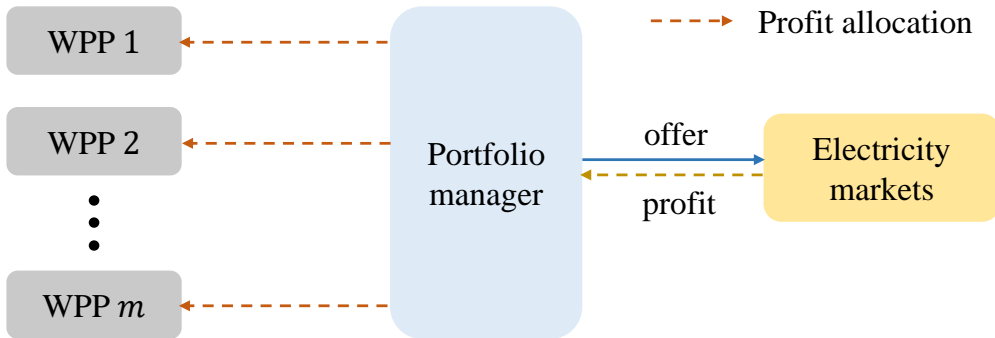 WPP 1
Profit allocation
WPP 2
Portfolio
manager
offer
profit
Electricity
markets
WPP m